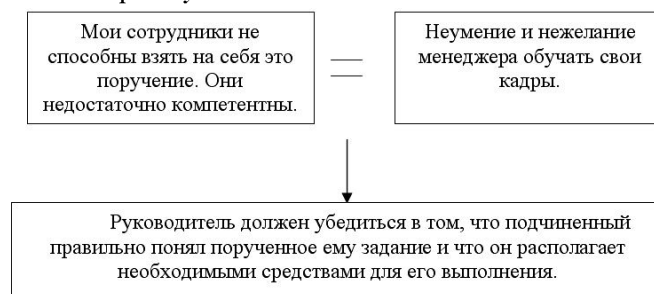 Мои сотрудники не
способны взять на себя это
поручение. Они
недостаточно компетентны.
Неумение и нежелание
менеджера обучать свои
кадры.
Руководитель должен убедиться в том, что подчиненный
правильно понял порученное ему задание и что он располагает
необходимыми средствами для его выполнения.